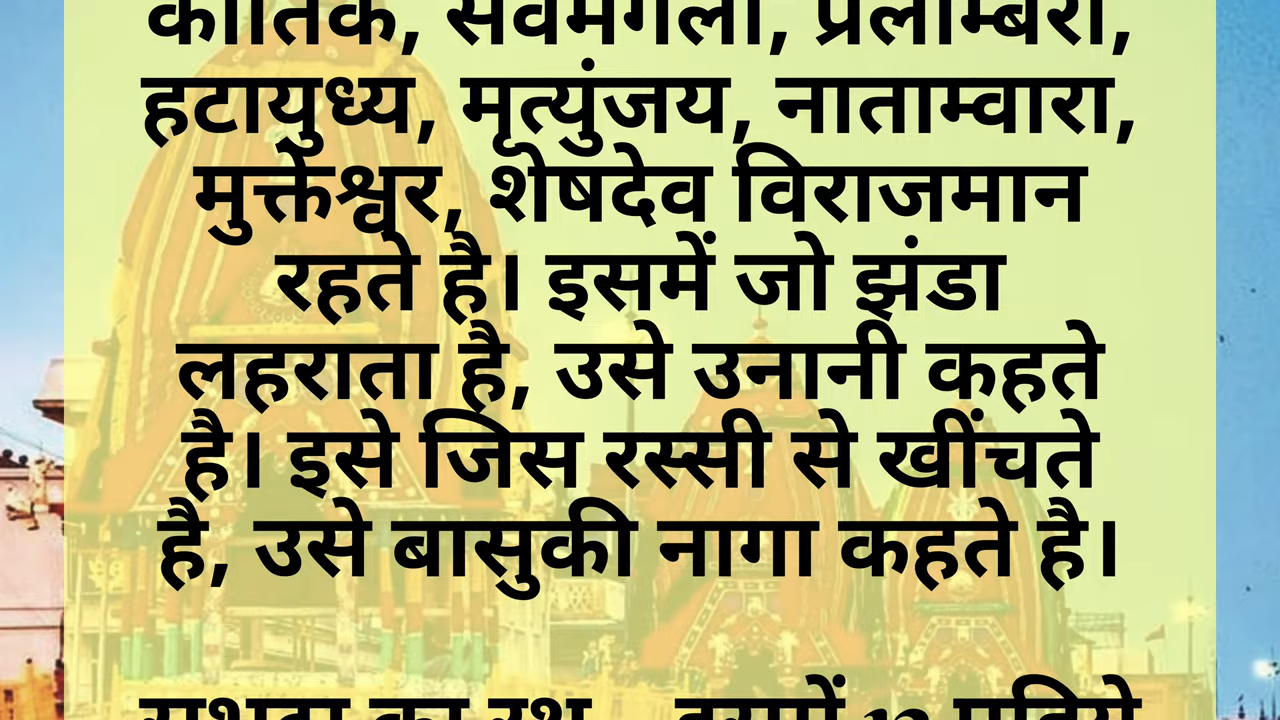 हटायुध्य, मृत्युंजय, नाताम्वारा,
मुक्तेश्वर, शेषदेव विराजमान
रहते है। इसमें जो झंडा
लहराता है, उसे उनानी कहते
है। इसे जिस रस्सी से खींचते
है, उसे बासुकी नागा कहते है।